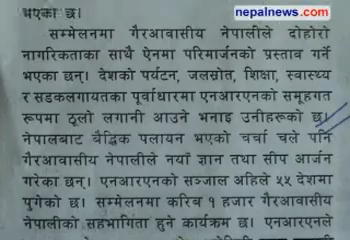 nepalnews.com
भएका छ।
सम्मेलनमा गैरआवासीय नेपालीले दोहोरो
नागरिकताका साथै ऐनमा परिमार्जनको प्रस्ताव गर्ने
भएका छन्। देशको पर्यटन, जलस्रोत, शिक्षा, स्वास्थ्य
र सडकलगायतका पूर्वाधारमा एनआरएनको समूहगत
रूपमा ठूलो लगानी आउने भनाइ उनीहरूको छ।
नेपालबाट बैद्धिक पलायन भएको चर्चा चले पनि
गैरआवासीय नेपालीले नयाँ ज्ञान तथा सीप आर्जन
गरेका छन्। एनआरएनको सञ्जाल अहिले ५५ देशमा
पुगेको छ। सम्मेलनमा करिब १ हजार गैरआवासीय
नेपालीको सहभागिता हुने कार्यक्रम छ। एनआरएनले